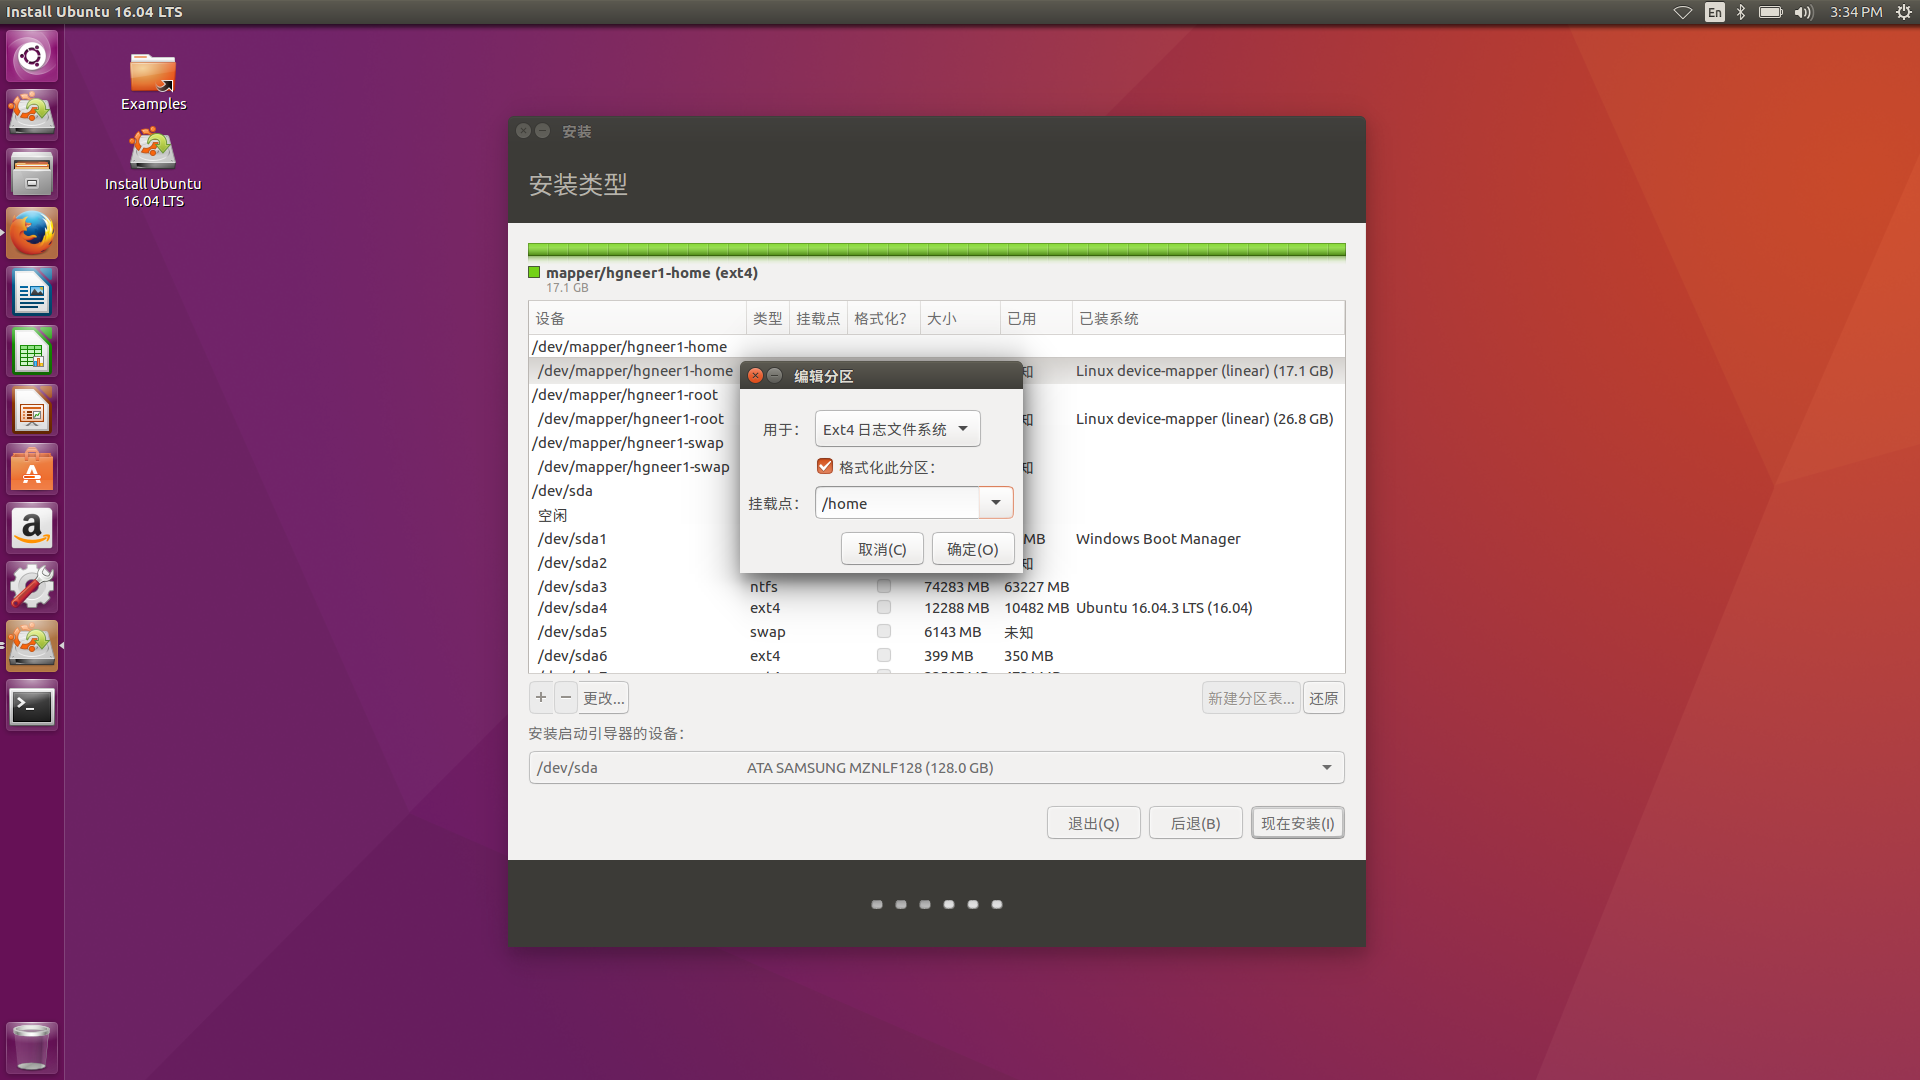 Install Ubuntu 16.04 LTS
En
3:34 PM
Examples
Install Ubuntu
16.04 LTS
安装
安装类型
mapper/hgneer1-home (ext4)
17.1 GB
设备 类型 挂载点 格式化? 大小 已用 已装系统
/dev/mapper/hgneer1-home
/dev/mapper/hgneer1-home 知 Linux device-mapper (linear) (17.1 GB)
/dev/mapper/hgneer1-root
/dev/mapper/hgneer1-root 知 Linux device-mapper (linear) (26.8 GB)
/dev/mapper/hgneer1-swap
/dev/mapper/hgneer1-swap 知
/dev/sda
空闲
/dev/sda1 MB Windows Boot Manager
/dev/sda2 知
/dev/sda3 ntfs 74283 MB 63227 MB
/dev/sda4 ext4 12288 MB 10482 MB Ubuntu 16.04.3 LTS (16.04)
/dev/sda5 swap 6143 MB 未知
/dev/sda6 ext4 399 MB 350 MB
编辑分区
用于: Ext4 日志文件系统
格式化此分区:
挂载点: /home
取消(C) 确定(O)
+ − 更改... 新建分区表... 还原
安装启动引导器的设备:
/dev/sda ATA SAMSUNG MZNLF128 (128.0 GB)
退出(Q) 后退(B) 现在安装(I)